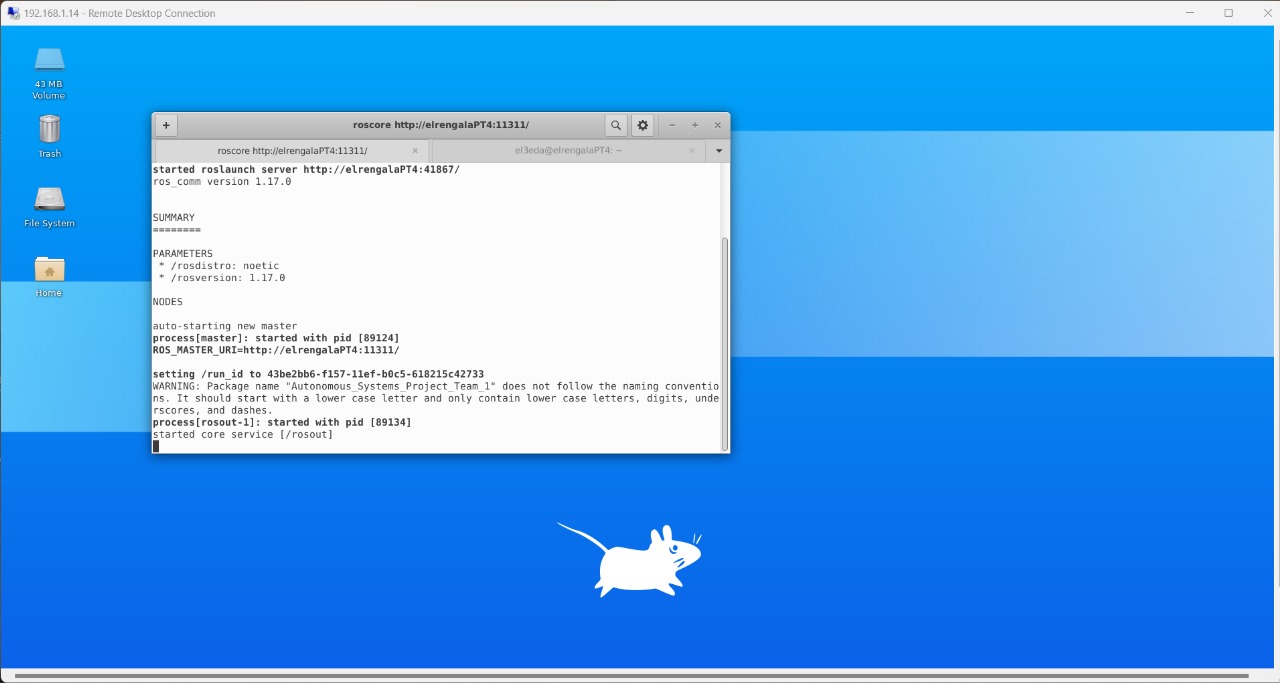 192.168.1.14 - Remote Desktop Connection
43 MB
Volume
Trash
File System
Home
roscore http://elrengalaPT4:11311/
roscore http://elrengalaPT4:11311/
el3eda@elrengalaPT4: ~
started roslaunch server http://elrengalaPT4:41867/
ros_comm version 1.17.0
SUMMARY
========
PARAMETERS
* /rosdistro: noetic
* /rosversion: 1.17.0
NODES
auto-starting new master
process[master]: started with pid [89124]
ROS_MASTER_URI=http://elrengalaPT4:11311/
setting /run_id to 43be2bb6-f157-11ef-b0c5-618215c42733
WARNING: Package name "Autonomous_Systems_Project_Team_1" does not follow the naming conventio
ns. It should start with a lower case letter and only contain lower case letters, digits, unde
rscores, and dashes.
process[rosout-1]: started with pid [89134]
started core service [/rosout]